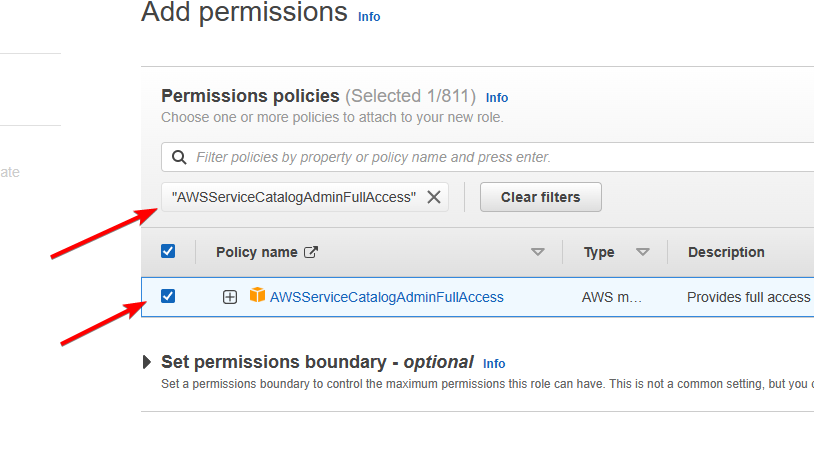 Add permissions Info
Permissions policies (Selected 1/811) Info
Choose one or more policies to attach to your new role.
Filter policies by property or policy name and press enter.
ate
"AWSServiceCatalogAdminFullAccess"
Clear filters
Policy name
Type
Description
AWSServiceCatalogAdminFullAccess
AWS m...
Provides full access
Set permissions boundary - optional Info
Set a permissions boundary to control the maximum permissions this role can have. This is not a common setting, but you